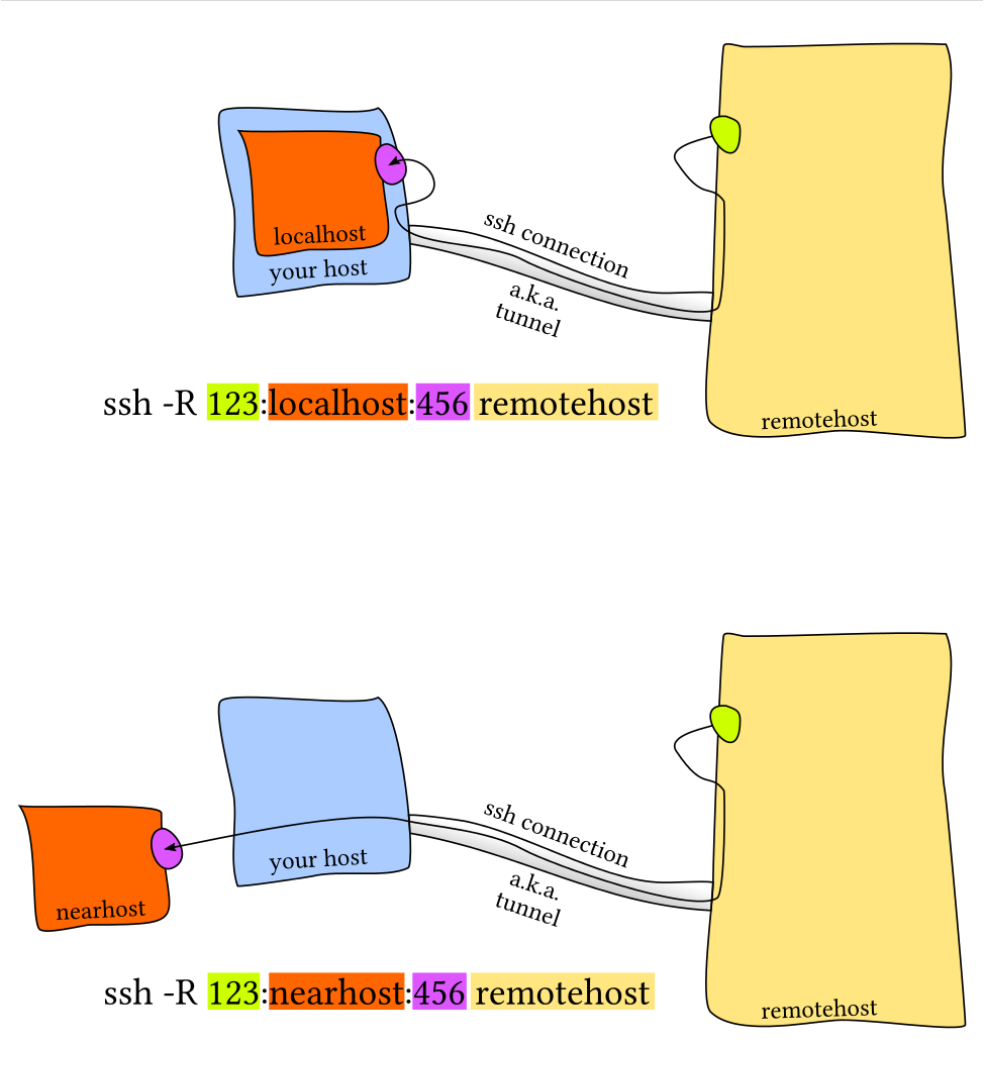 localhost
your host
ssh connection
a.k.a.
tunnel
ssh -R 123:localhost:456 remotehost
remotehost
nearhost
your host
ssh connection
a.k.a.
tunnel
ssh -R 123:nearhost:456 remotehost
remotehost